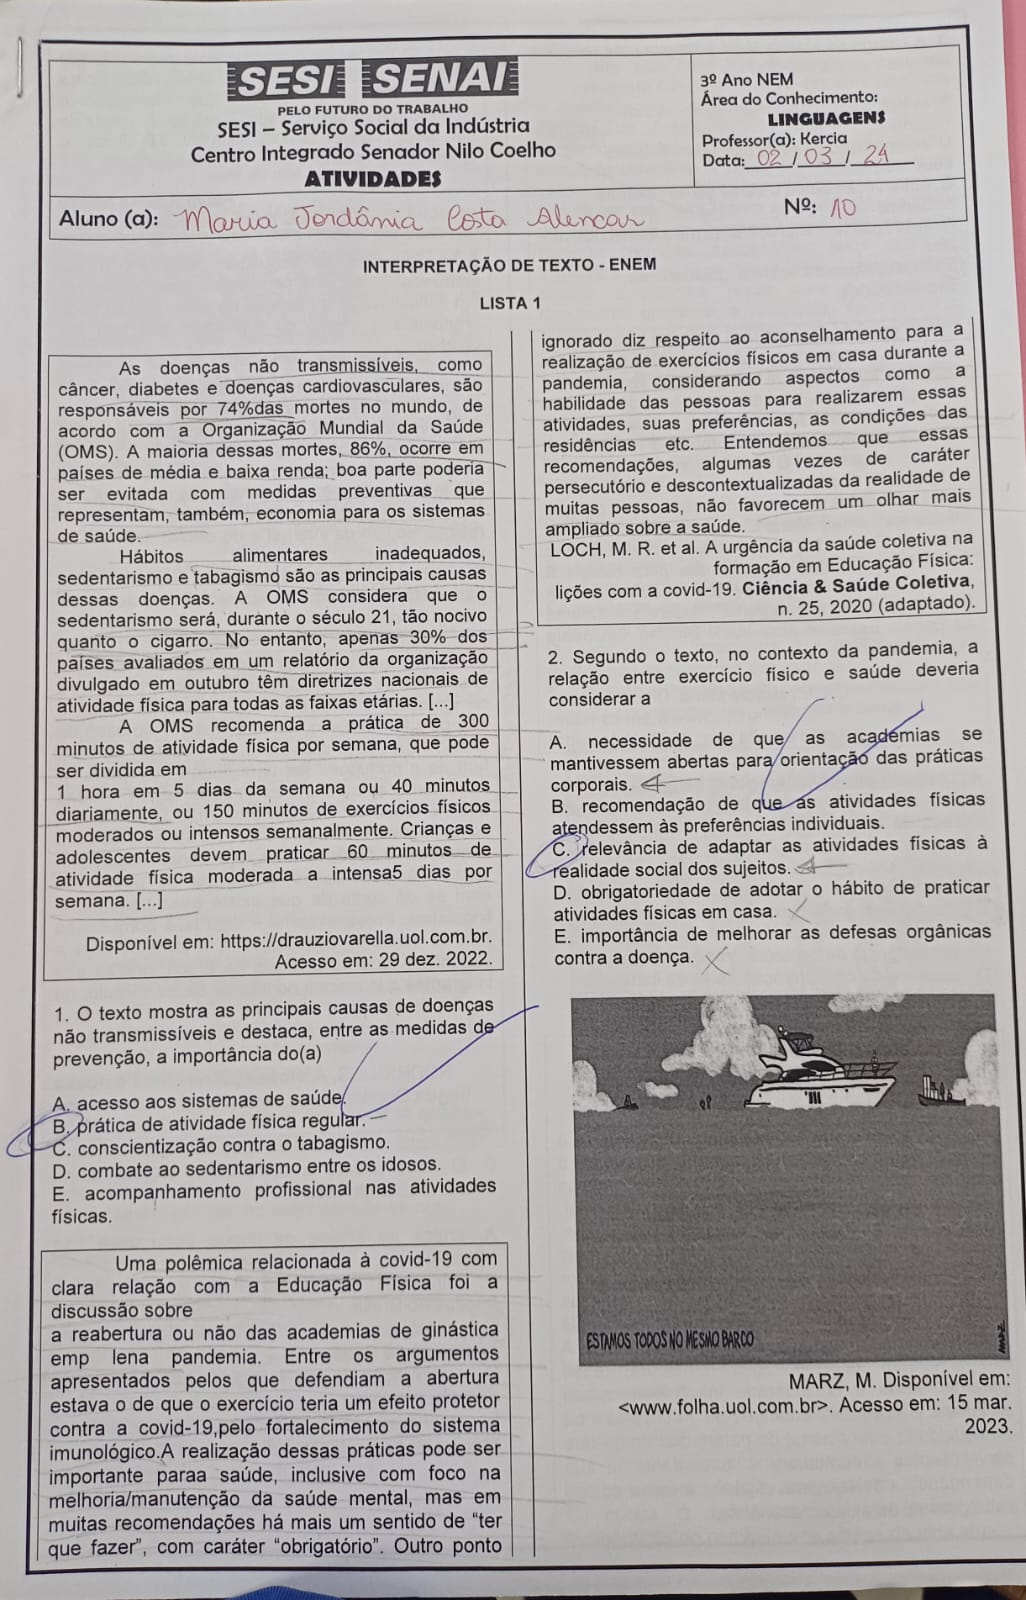 SESI SENAI
PELO FUTURO DO TRABALHO
SESI – Serviço Social da Indústria
Centro Integrado Senador Nilo Coelho
ATIVIDADES
3º Ano NEM
Área do Conhecimento:
LINGUAGENS
Professor(a): Kercia
Data: 02 / 03 / 24
Aluno (a): Maria Jordânia Costa Alencar
Nº: 10
INTERPRETAÇÃO DE TEXTO - ENEM
LISTA 1
As doenças não transmissíveis, como
câncer, diabetes e doenças cardiovasculares, são
responsáveis por 74%das mortes no mundo, de
acordo com a Organização Mundial da Saúde
(OMS). A maioria dessas mortes, 86%, ocorre em
países de média e baixa renda; boa parte poderia
ser evitada com medidas preventivas que
representam, também, economia para os sistemas
de saúde.
Hábitos alimentares inadequados,
sedentarismo e tabagismo são as principais causas
dessas doenças. A OMS considera que o
sedentarismo será, durante o século 21, tão nocivo
quanto o cigarro. No entanto, apenas 30% dos
países avaliados em um relatório da organização
divulgado em outubro têm diretrizes nacionais de
atividade física para todas as faixas etárias. [...]
A OMS recomenda a prática de 300
minutos de atividade física por semana, que pode
ser dividida em
1 hora em 5 dias da semana ou 40 minutos
diariamente, ou 150 minutos de exercícios físicos
moderados ou intensos semanalmente. Crianças e
adolescentes devem praticar 60 minutos de
atividade física moderada a intensa5 dias por
semana. [...]
Disponível em: https://drauziovarella.uol.com.br.
Acesso em: 29 dez. 2022.
1. O texto mostra as principais causas de doenças
não transmissíveis e destaca, entre as medidas de
prevenção, a importância do(a)
A. acesso aos sistemas de saúde.
B. prática de atividade física regular.
C. conscientização contra o tabagismo.
D. combate ao sedentarismo entre os idosos.
E. acompanhamento profissional nas atividades
físicas.
Uma polêmica relacionada à covid-19 com
clara relação com a Educação Física foi a
discussão sobre
a reabertura ou não das academias de ginástica
emp lena pandemia. Entre os argumentos
apresentados pelos que defendiam a abertura
estava o de que o exercício teria um efeito protetor
contra a covid-19,pelo fortalecimento do sistema
imunológico.A realização dessas práticas pode ser
importante paraa saúde, inclusive com foco na
melhoria/manutenção da saúde mental, mas em
muitas recomendações há mais um sentido de “ter
que fazer”, com caráter “obrigatório”. Outro ponto
ignorado diz respeito ao aconselhamento para a
realização de exercícios físicos em casa durante a
pandemia, considerando aspectos como a
habilidade das pessoas para realizarem essas
atividades, suas preferências, as condições das
residências etc. Entendemos que essas
recomendações, algumas vezes de caráter
persecutório e descontextualizadas da realidade de
muitas pessoas, não favorecem um olhar mais
ampliado sobre a saúde.
LOCH, M. R. et al. A urgência da saúde coletiva na
formação em Educação Física:
lições com a covid-19. Ciência & Saúde Coletiva,
n. 25, 2020 (adaptado).
2. Segundo o texto, no contexto da pandemia, a
relação entre exercício físico e saúde deveria
considerar a
A. necessidade de que as academias se
mantivessem abertas para orientação das práticas
corporais.
B. recomendação de que as atividades físicas
atendessem às preferências individuais.
C. relevância de adaptar as atividades físicas à
realidade social dos sujeitos.
D. obrigatoriedade de adotar o hábito de praticar
atividades físicas em casa.
E. importância de melhorar as defesas orgânicas
contra a doença.
ESTAMOS TODOS NO MESMO BARCO
MARZ
MARZ, M. Disponível em:
<www.folha.uol.com.br>. Acesso em: 15 mar.
2023.